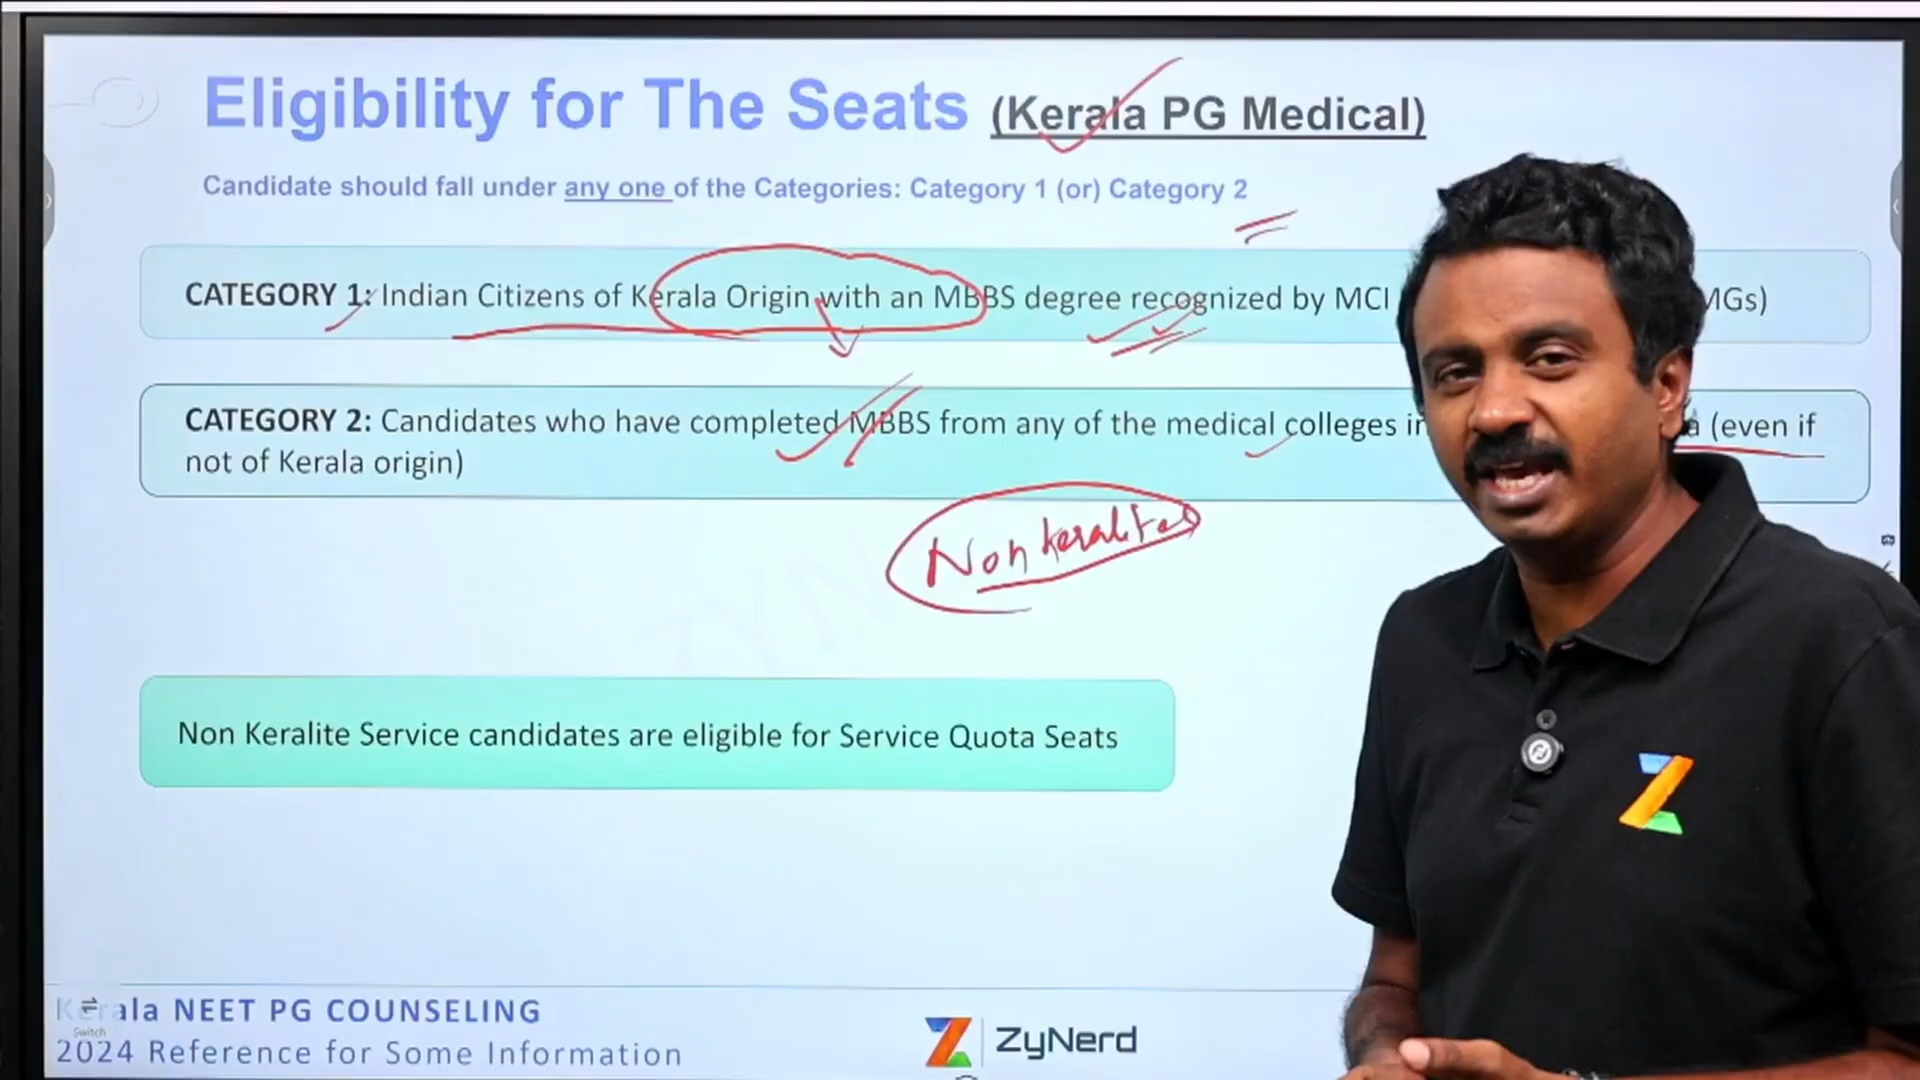 Eligibility for The Seats (Kerala PG Medical)
Candidate should fall under any one of the Categories: Category 1 (or) Category 2
CATEGORY 1: Indian Citizens of Kerala Origin with an MBBS degree recognized by MCI MGs)
CATEGORY 2: Candidates who have completed MBBS from any of the medical colleges in (even if
not of Kerala origin)
Non keralites
Non Keralite Service candidates are eligible for Service Quota Seats
Kerala NEET PG COUNSELING
Switch
2024 Reference for Some Information
ZyNerd